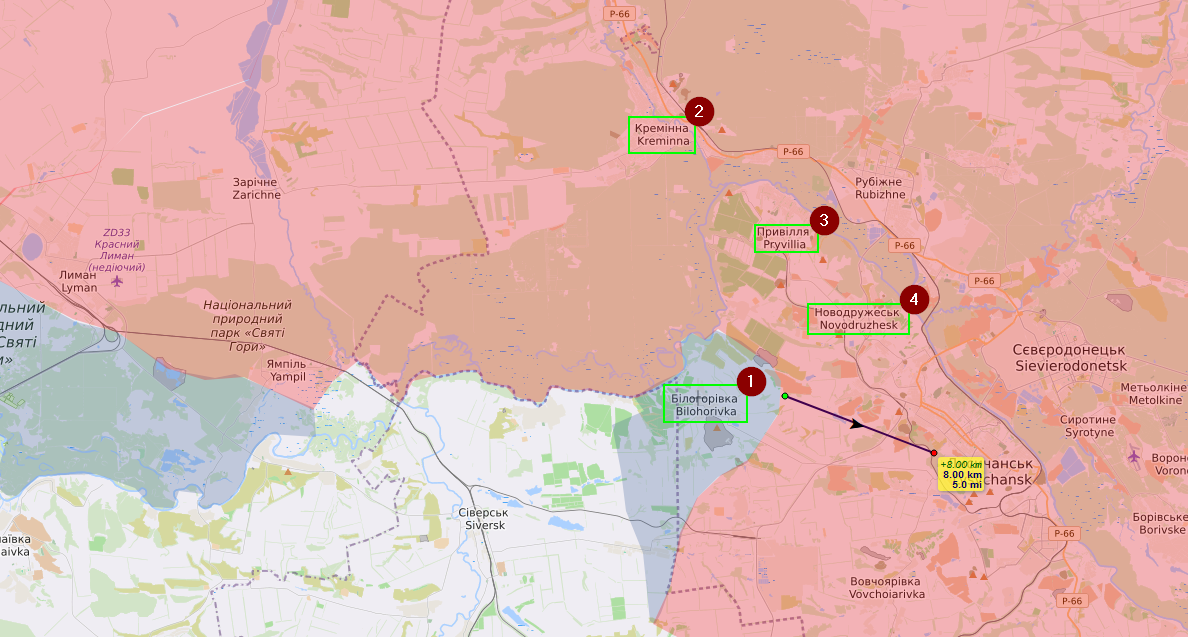 P-66
2
Кремінна
Kreminna
P-66
Зарічне
Zarichne
Рубіжне
Rubizhne
3
Привілля
Pryvillia
ZD33
Красний
Лиман
(недіючий)
P-66
Лиман
Lyman
P-66
4
Національний
природний
парк «Святі
Гори»
Новодружеськ
Novodruzhesk
льний
дний
Святі
и»
Сєвєродонецьк
Sievierodonetsk
Ямпіль
Yampil
1
Білогорівка
Bilohorivka
Метьолкіне
Metolkine
Сиротине
Syrotyne
+8.00 km
8.00 km
5.0 mi
чанськ
chansk
Ворон
Voron
Сіверськ
Siversk
Борівське
Borivske
P-66
аївка
aivka
Вовчоярівка
Vovchoiarivka
P-66